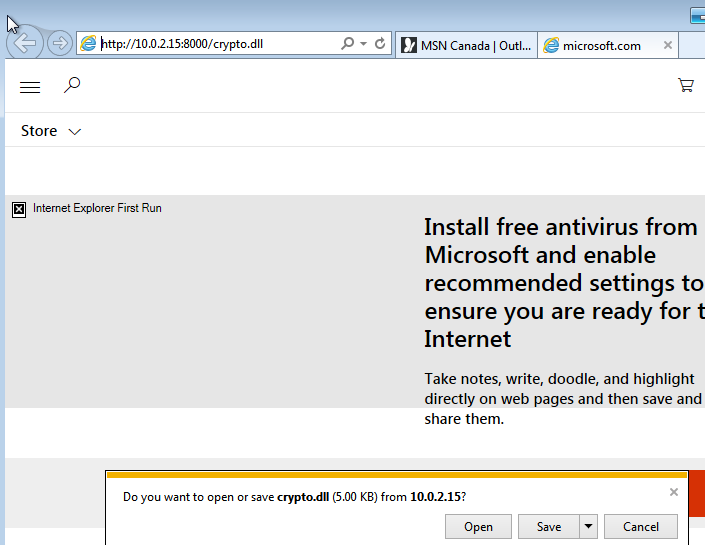 http://10.0.2.15:8000/crypto.dll
MSN Canada | Outl...
microsoft.com
Store
Internet Explorer First Run
Install free antivirus from
Microsoft and enable
recommended settings to
ensure you are ready for t
Internet
Take notes, write, doodle, and highlight
directly on web pages and then save and
share them.
Do you want to open or save crypto.dll (5.00 KB) from 10.0.2.15?
Open
Save
Cancel